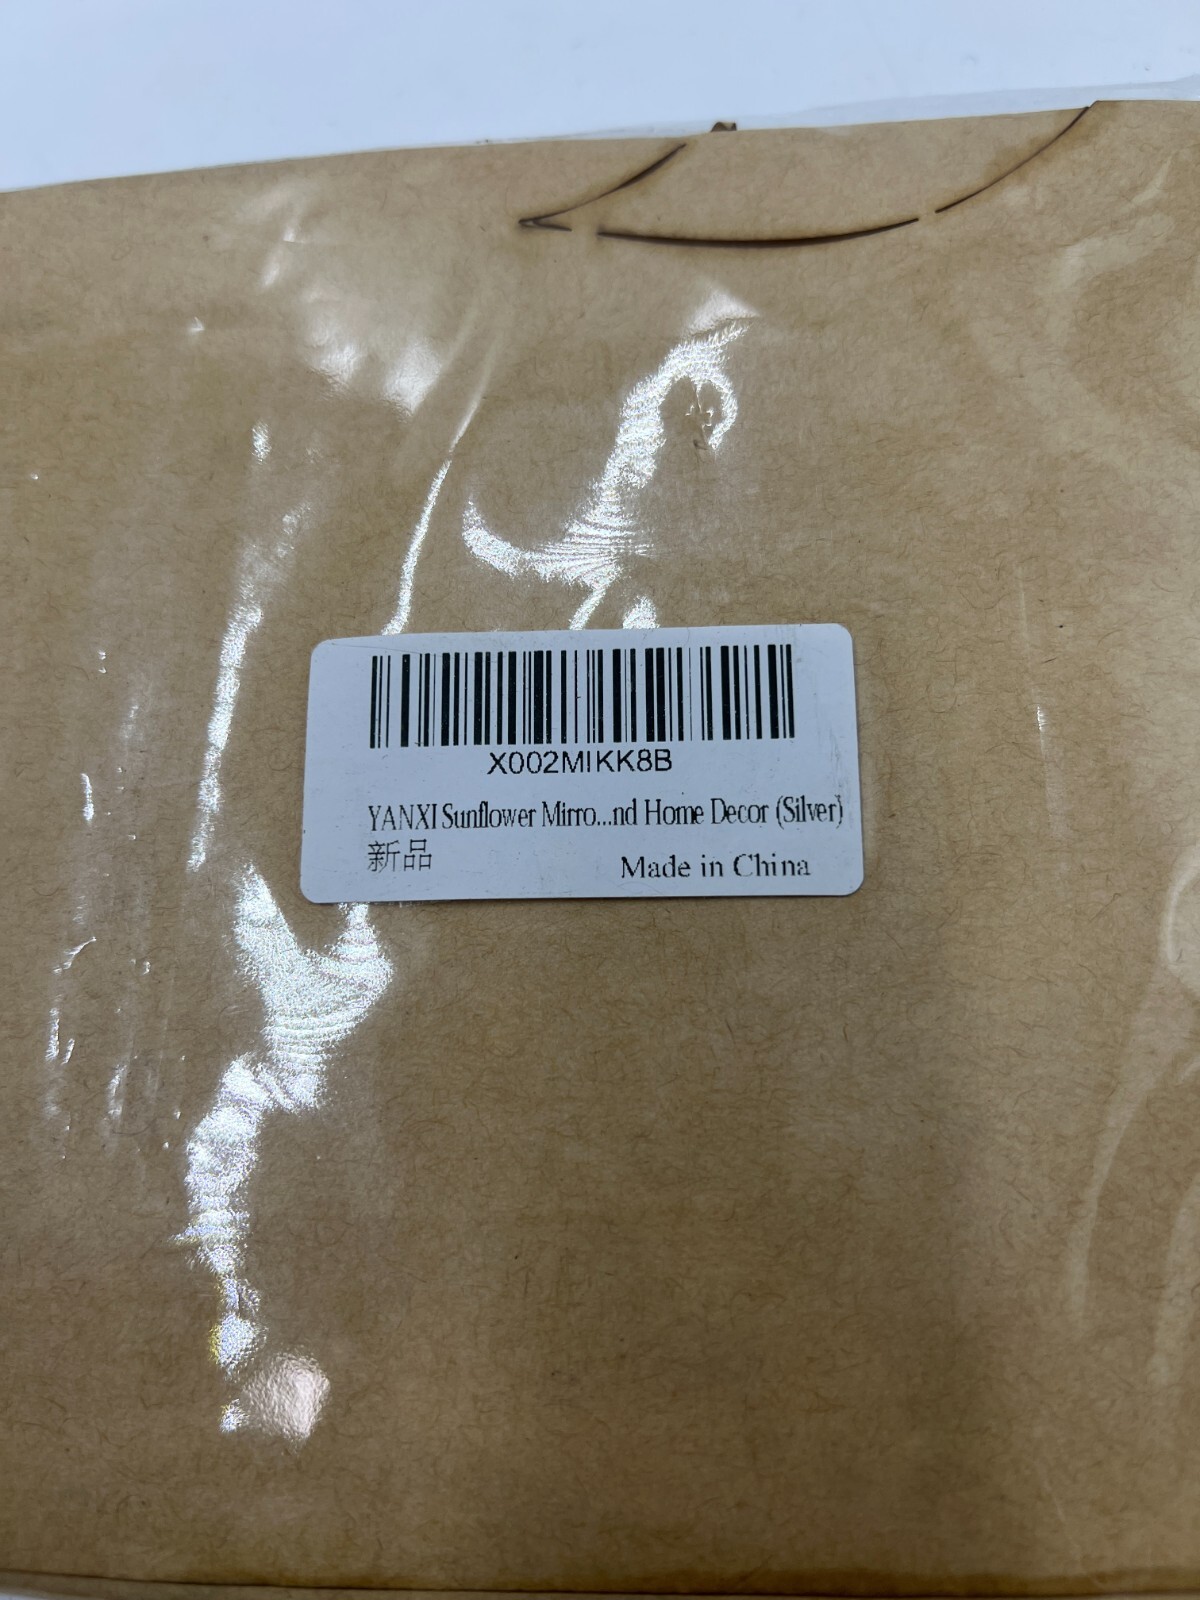 X002MIKK8B
YANXI Sunflower Mirro...nd Home Decor (Silver)
新品
Made in China